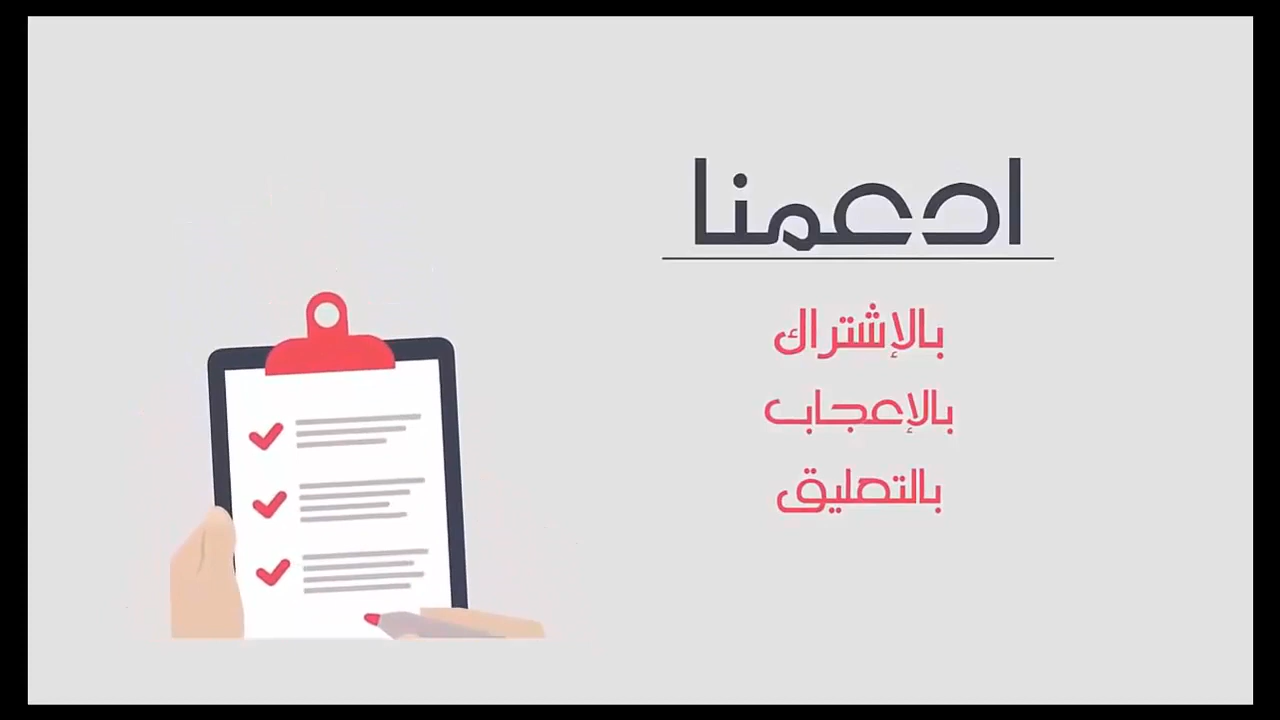 ادعمنا
بالإشتراك
بالإعجاب
بالتعليق